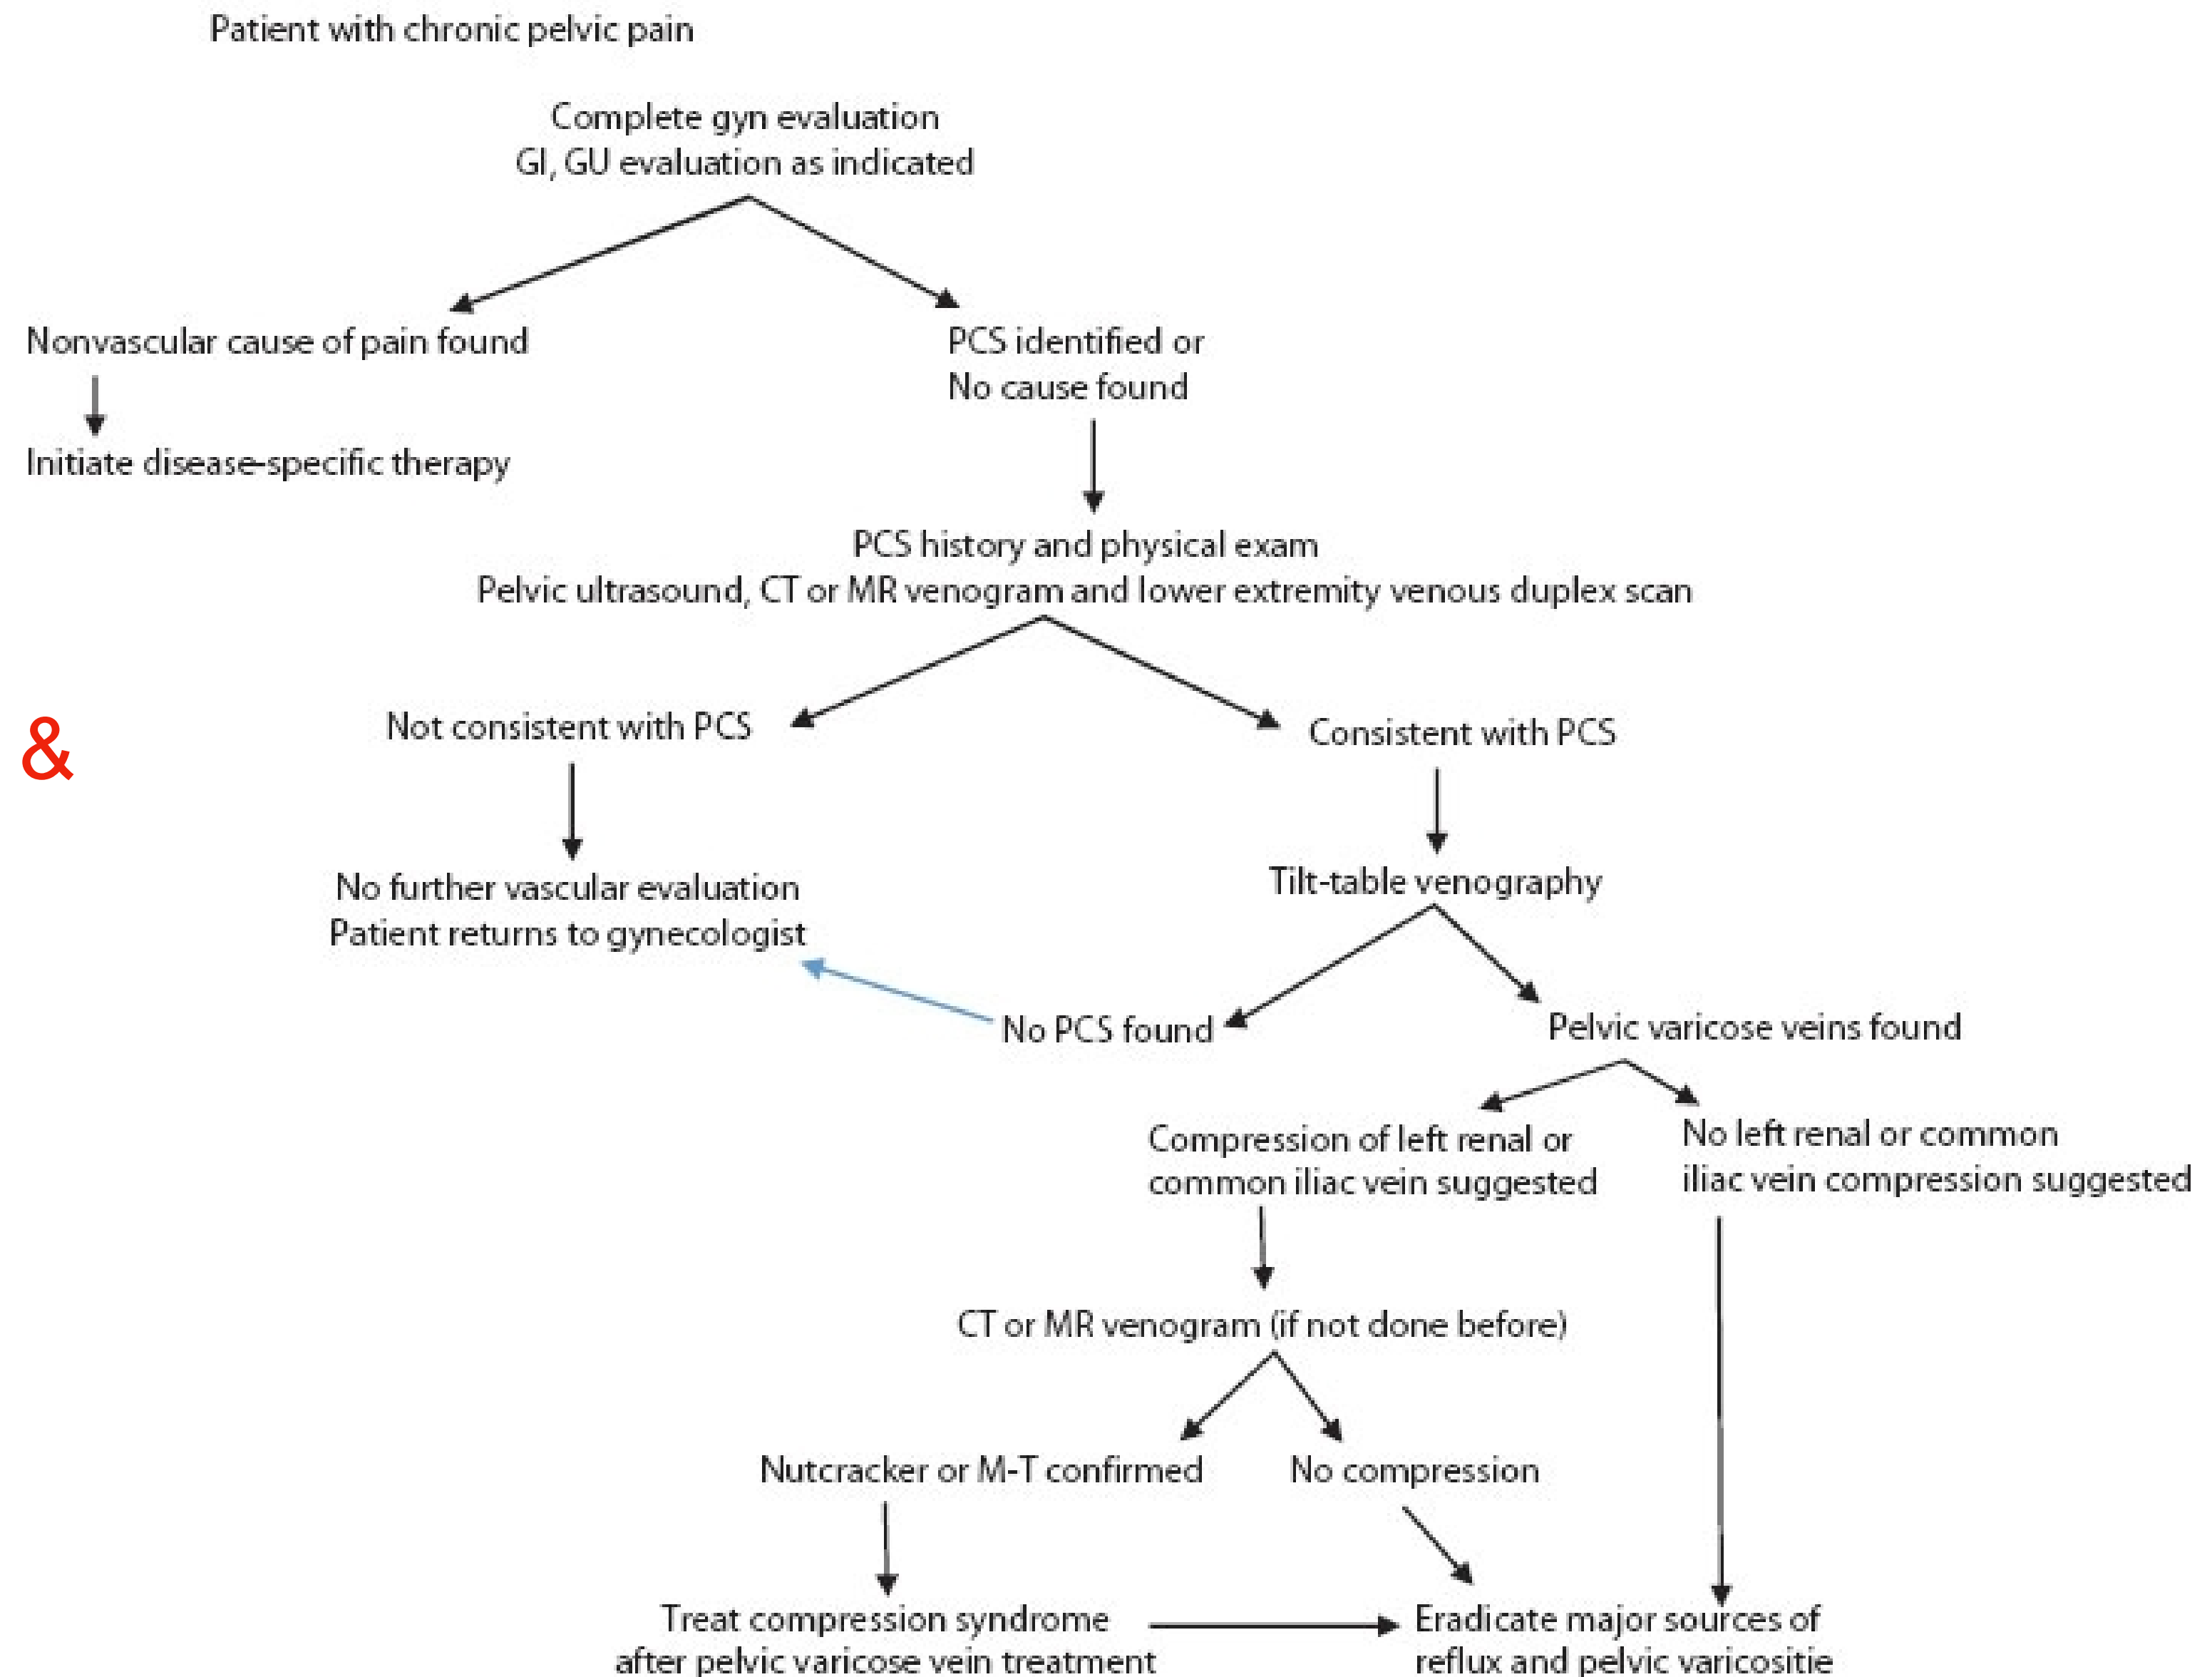 Patient with chronic pelvic pain
Complete gyn evaluation
GI, GU evaluation as indicated
Nonvascular cause of pain found
PCS identified or
No cause found
Initiate disease-specific therapy
PCS history and physical exam
Pelvic ultrasound, CT or MR venogram and lower extremity venous duplex scan
&
Not consistent with PCS
Consistent with PCS
No further vascular evaluation
Patient returns to gynecologist
Tilt-table venography
No PCS found
Pelvic varicose veins found
Compression of left renal or
common iliac vein suggested
No left renal or common
iliac vein compression suggested
CT or MR venogram (if not done before)
Nutcracker or M-T confirmed
No compression
Treat compression syndrome
after pelvic varicose vein treatment
Eradicate major sources of
reflux and pelvic varicositie